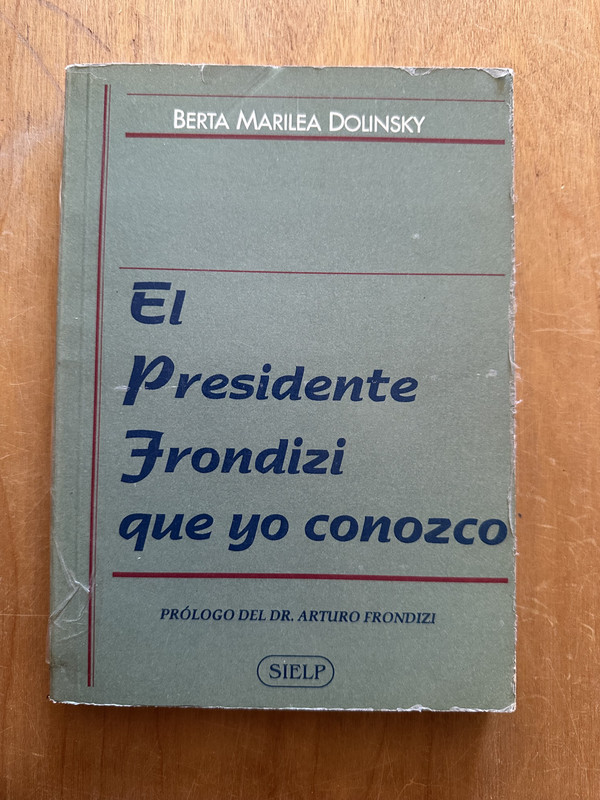 BERTA MARILEA DOLINSKY
El
Presidente
Frondizi
que yo conozco
PRÓLOGO DEL DR. ARTURO FRONDIZI
SIELP